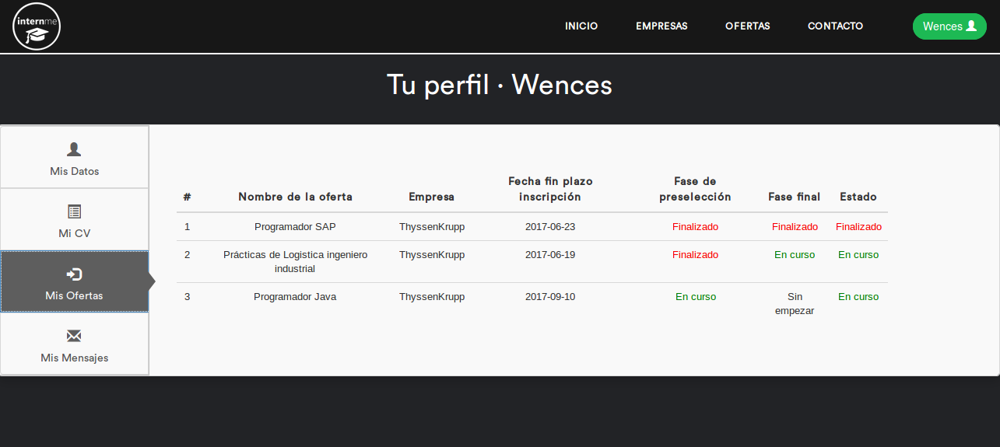 internme
INICIO
EMPRESAS
OFERTAS
CONTACTO
Wences
Tu perfil · Wences
Mis Datos
Mi CV
Mis Ofertas
Mis Mensajes
# Nombre de la oferta Empresa Fecha fin plazo inscripción Fase de preselección Fase final Estado
1 Programador SAP ThyssenKrupp 2017-06-23 Finalizado Finalizado Finalizado
2 Prácticas de Logistica ingeniero industrial ThyssenKrupp 2017-06-19 Finalizado En curso En curso
3 Programador Java ThyssenKrupp 2017-09-10 En curso Sin empezar En curso